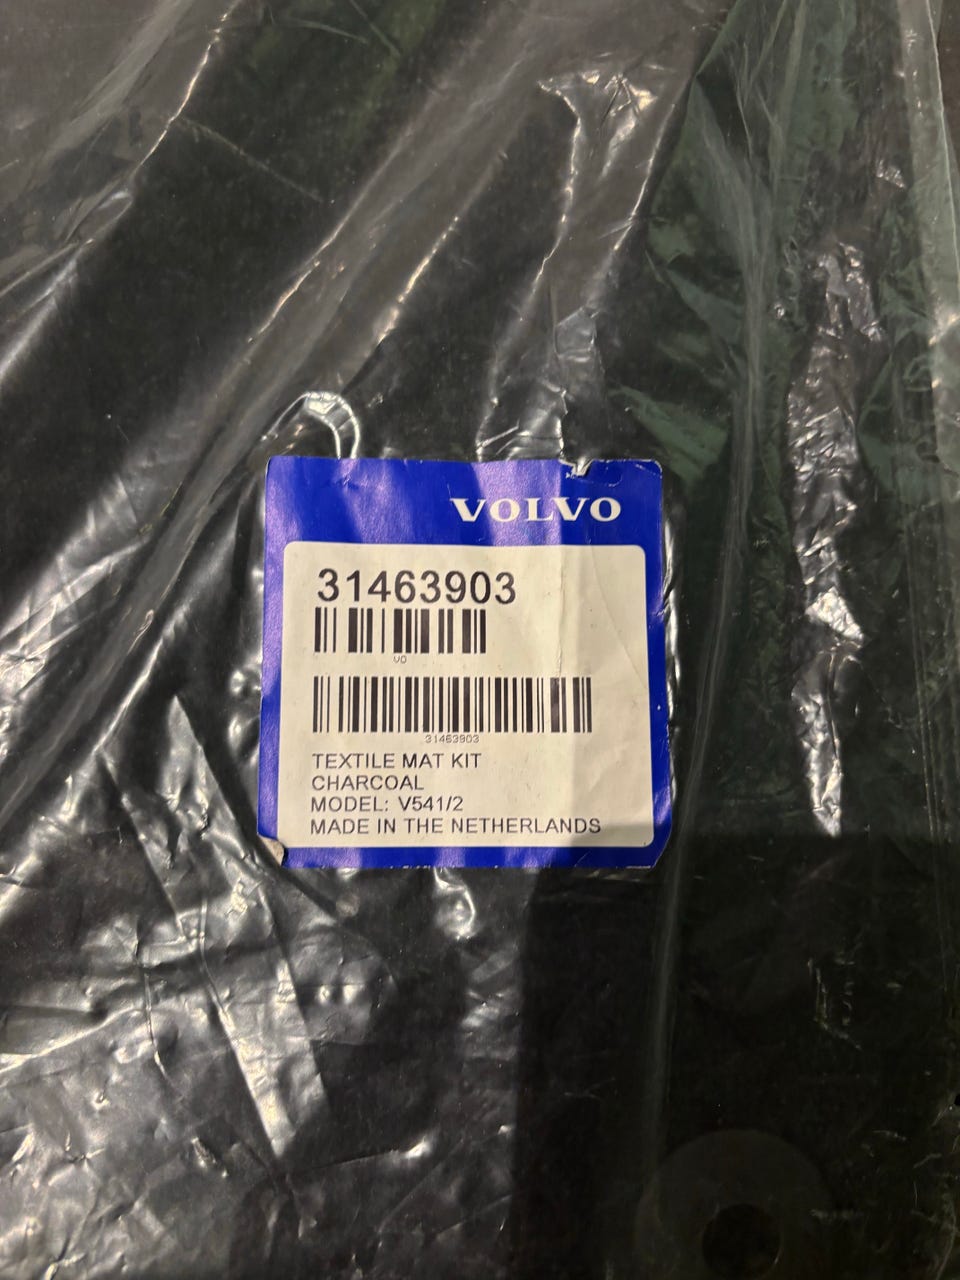 VOLVO
31463903
VO
31463903
TEXTILE MAT KIT
CHARCOAL
MODEL: V541/2
MADE IN THE NETHERLANDS